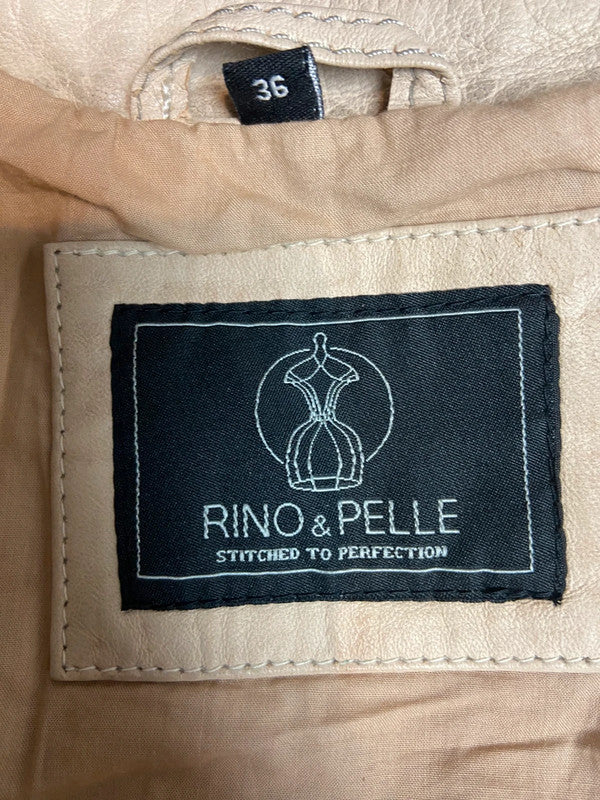 36
RINO & PELLE
STITCHED TO PERFECTION